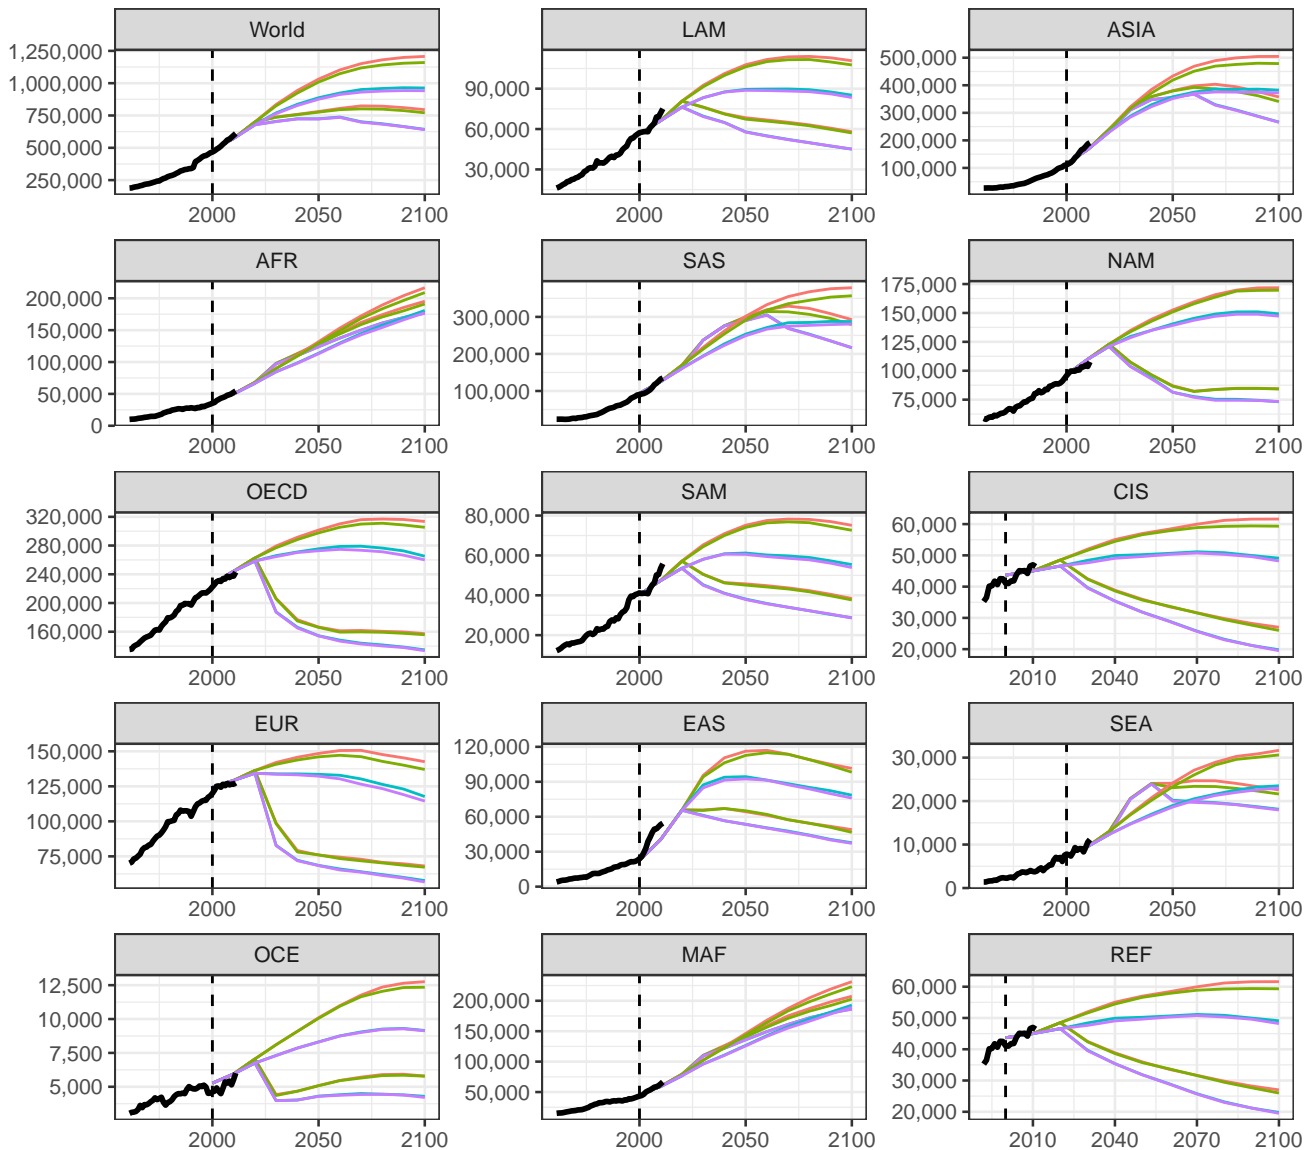 World
1,250,000
1,000,000
750,000
500,000
250,000
2000 2050 2100
LAM
90,000
60,000
30,000
2000 2050 2100
ASIA
500,000
400,000
300,000
200,000
100,000
2000 2050 2100
AFR
200,000
150,000
100,000
50,000
0
2000 2050 2100
SAS
300,000
200,000
100,000
2000 2050 2100
NAM
175,000
150,000
125,000
100,000
75,000
2000 2050 2100
OECD
320,000
280,000
240,000
200,000
160,000
2000 2050 2100
SAM
80,000
60,000
40,000
20,000
2000 2050 2100
CIS
60,000
50,000
40,000
30,000
20,000
2010 2040 2070 2100
EUR
150,000
125,000
100,000
75,000
2000 2050 2100
EAS
120,000
90,000
60,000
30,000
0
2000 2050 2100
SEA
30,000
20,000
10,000
0
2000 2050 2100
OCE
12,500
10,000
7,500
5,000
2000 2050 2100
MAF
200,000
150,000
100,000
50,000
2000 2050 2100
REF
60,000
50,000
40,000
30,000
20,000
2010 2040 2070 2100